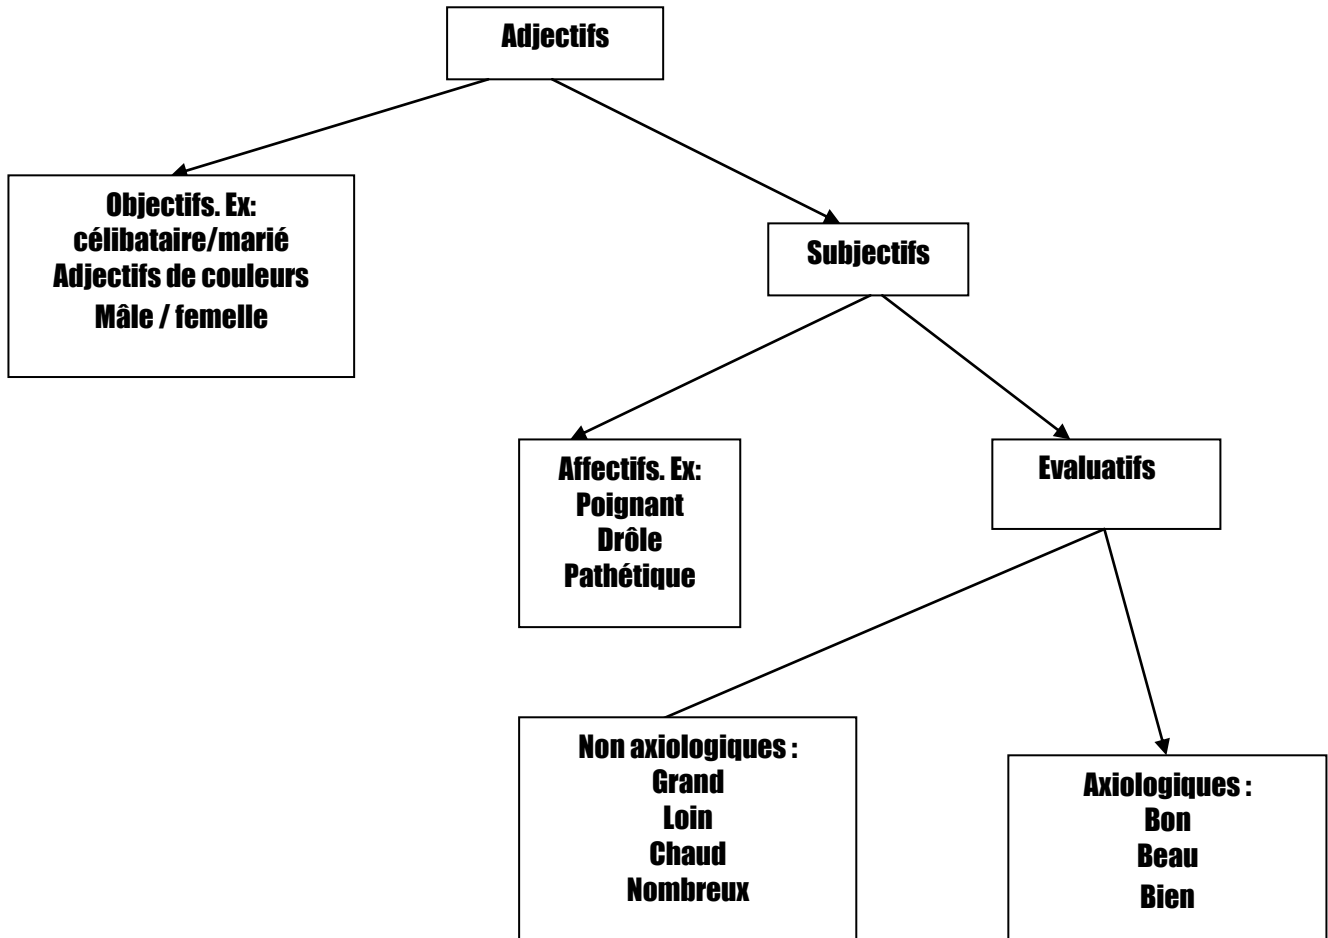 Adjectifs
Objectifs. Ex:
célibataire/marié
Adjectifs de couleurs
Mâle / femelle
Subjectifs
Affectifs. Ex:
Poignant
Drôle
Pathétique
Evaluatifs
Non axiologiques :
Grand
Loin
Chaud
Nombreux
Axiologiques :
Bon
Beau
Bien